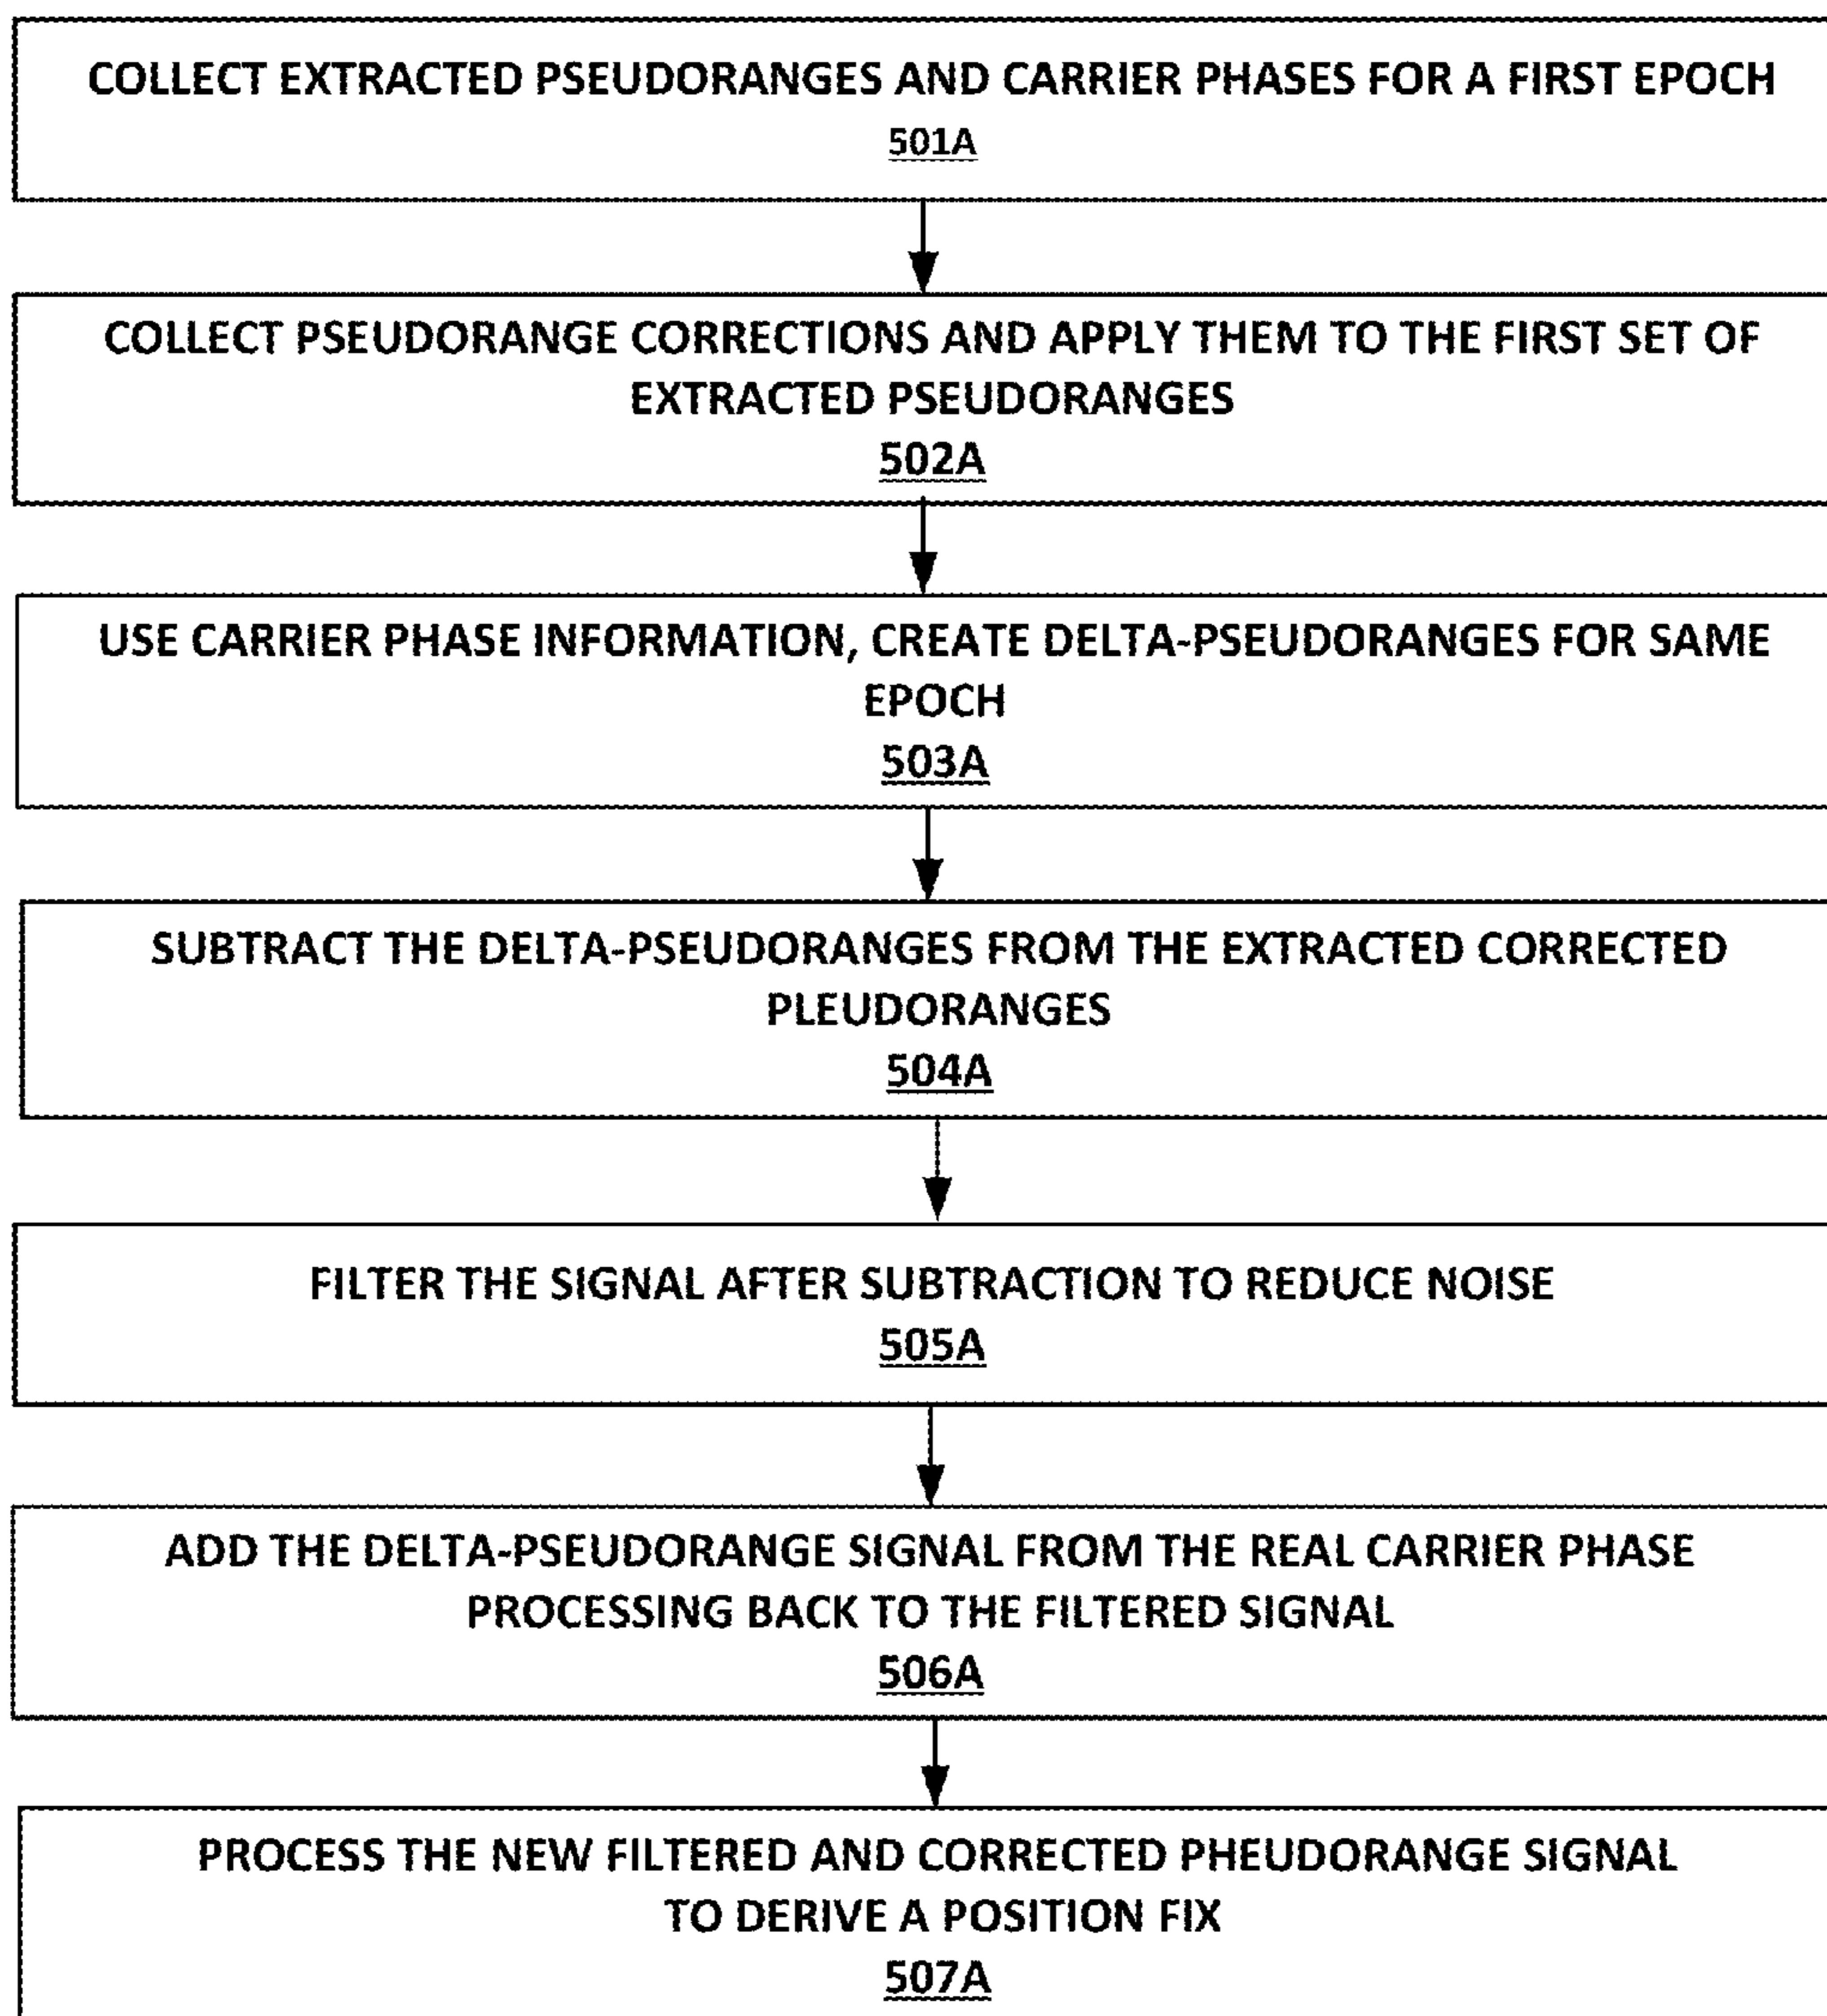 COLLECT EXTRACTED PSEUDORANGES AND CARRIER PHASES FOR A FIRST EPOCH
501A
COLLECT PSEUDORANGE CORRECTIONS AND APPLY THEM TO THE FIRST SET OF
EXTRACTED PSEUDORANGES
502A
USE CARRIER PHASE INFORMATION, CREATE DELTA-PSEUDORANGES FOR SAME
EPOCH
503A
SUBTRACT THE DELTA-PSEUDORANGES FROM THE EXTRACTED CORRECTED
PLEUDORANGES
504A
FILTER THE SIGNAL AFTER SUBTRACTION TO REDUCE NOISE
505A
ADD THE DELTA-PSEUDORANGE SIGNAL FROM THE REAL CARRIER PHASE
PROCESSING BACK TO THE FILTERED SIGNAL
506A
PROCESS THE NEW FILTERED AND CORRECTED PHEUDORANGE SIGNAL
TO DERIVE A POSITION FIX
507A